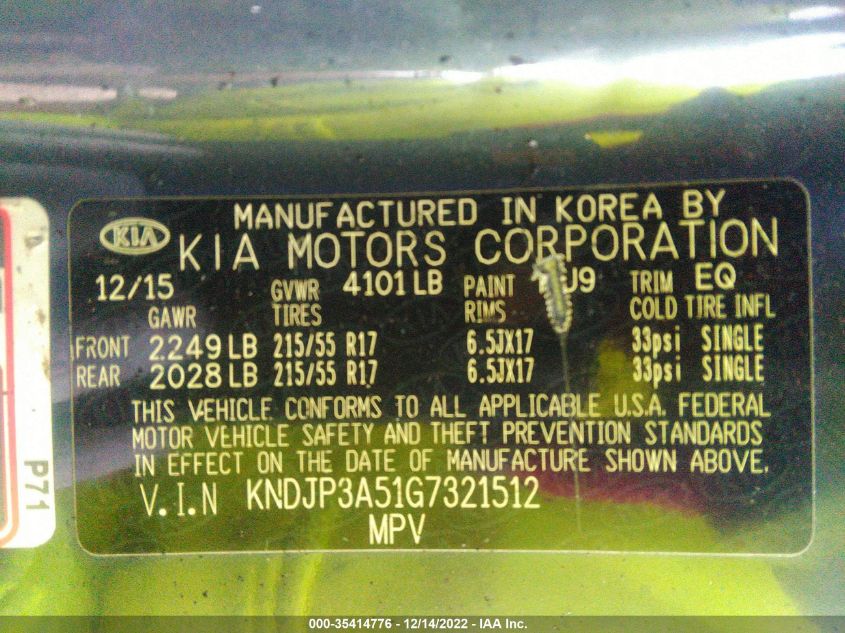 MANUFACTURED IN KOREA BY
KIA KIA MOTORS CORPORATION
12/15 GVWR 4101 LB PAINT J9 TRIM EQ
GAWR TIRES RIMS COLD TIRE INFL
FRONT 2249 LB 215/55 R17 6.5JX17 33psi SINGLE
REAR 2028 LB 215/55 R17 6.5JX17 33psi SINGLE
THIS VEHICLE CONFORMS TO ALL APPLICABLE U.S.A. FEDERAL
MOTOR VEHICLE SAFETY AND THEFT PREVENTION STANDARDS
IN EFFECT ON THE DATE OF MANUFACTURE SHOWN ABOVE.
V.I.N KNDJP3A51G7321512
MPV
P71
000-35414776 - 12/14/2022 - IAA Inc.